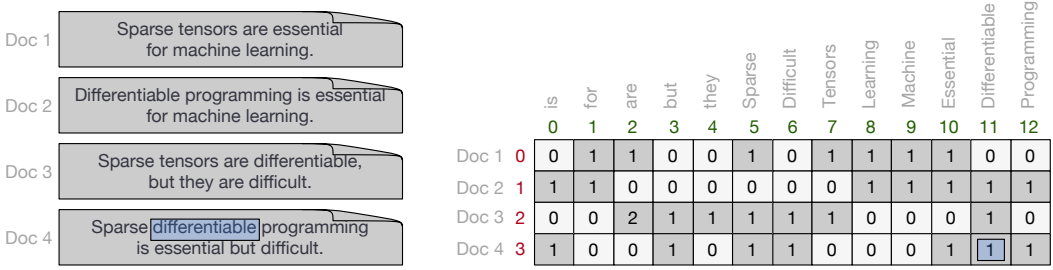 Doc 1
Sparse tensors are essential
for machine learning.
Doc 2
Differentiable programming is essential
for machine learning.
Doc 3
Sparse tensors are differentiable,
but they are difficult.
Doc 4
Sparse differentiable programming
is essential but difficult.
is for are but they Sparse Difficult Tensors Learning Machine Essential Differentiable Programming
0 1 2 3 4 5 6 7 8 9 10 11 12
Doc 1 0 0 1 1 0 0 1 0 1 1 1 1 0 0
Doc 2 1 1 1 0 0 0 0 0 0 1 1 1 1 1
Doc 3 2 0 0 2 1 1 1 1 1 0 0 0 1 0
Doc 4 3 1 0 0 1 0 1 1 0 0 0 1 1 1